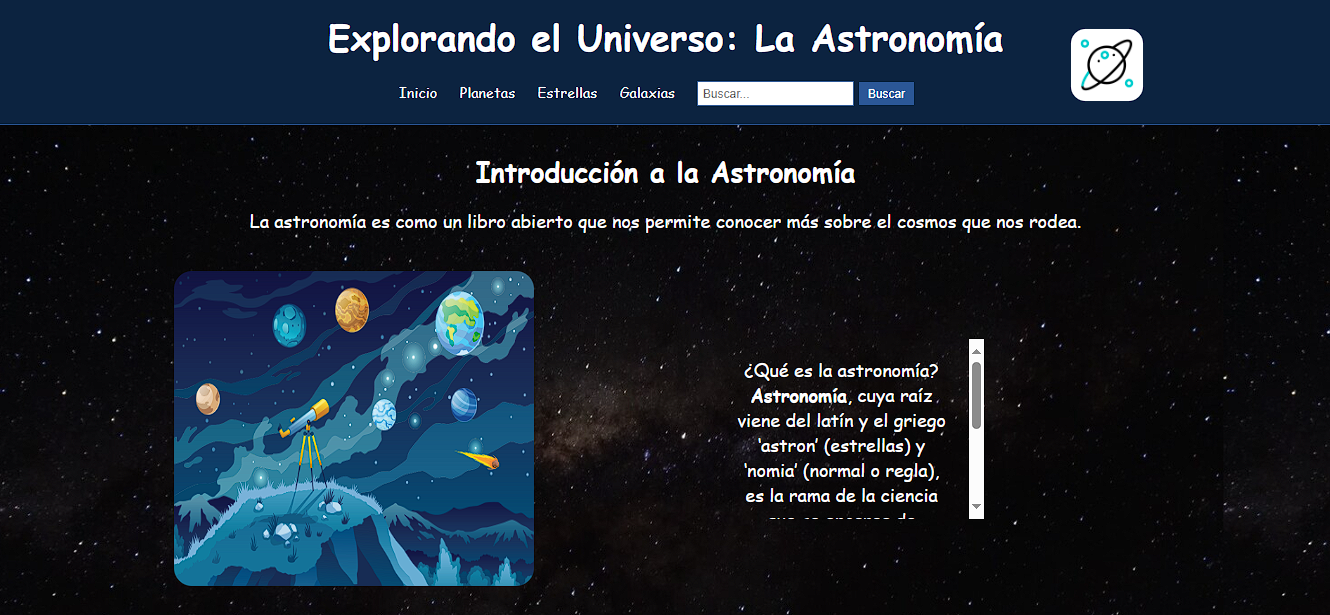 Explorando el Universo: La Astronomía
Inicio Planetas Estrellas Galaxias Buscar... Buscar
Introducción a la Astronomía
La astronomía es como un libro abierto que nos permite conocer más sobre el cosmos que nos rodea.
¿Qué es la astronomía?
Astronomía, cuya raíz
viene del latín y el griego
‘astron’ (estrellas) y
‘nomia’ (normal o regla),
es la rama de la ciencia